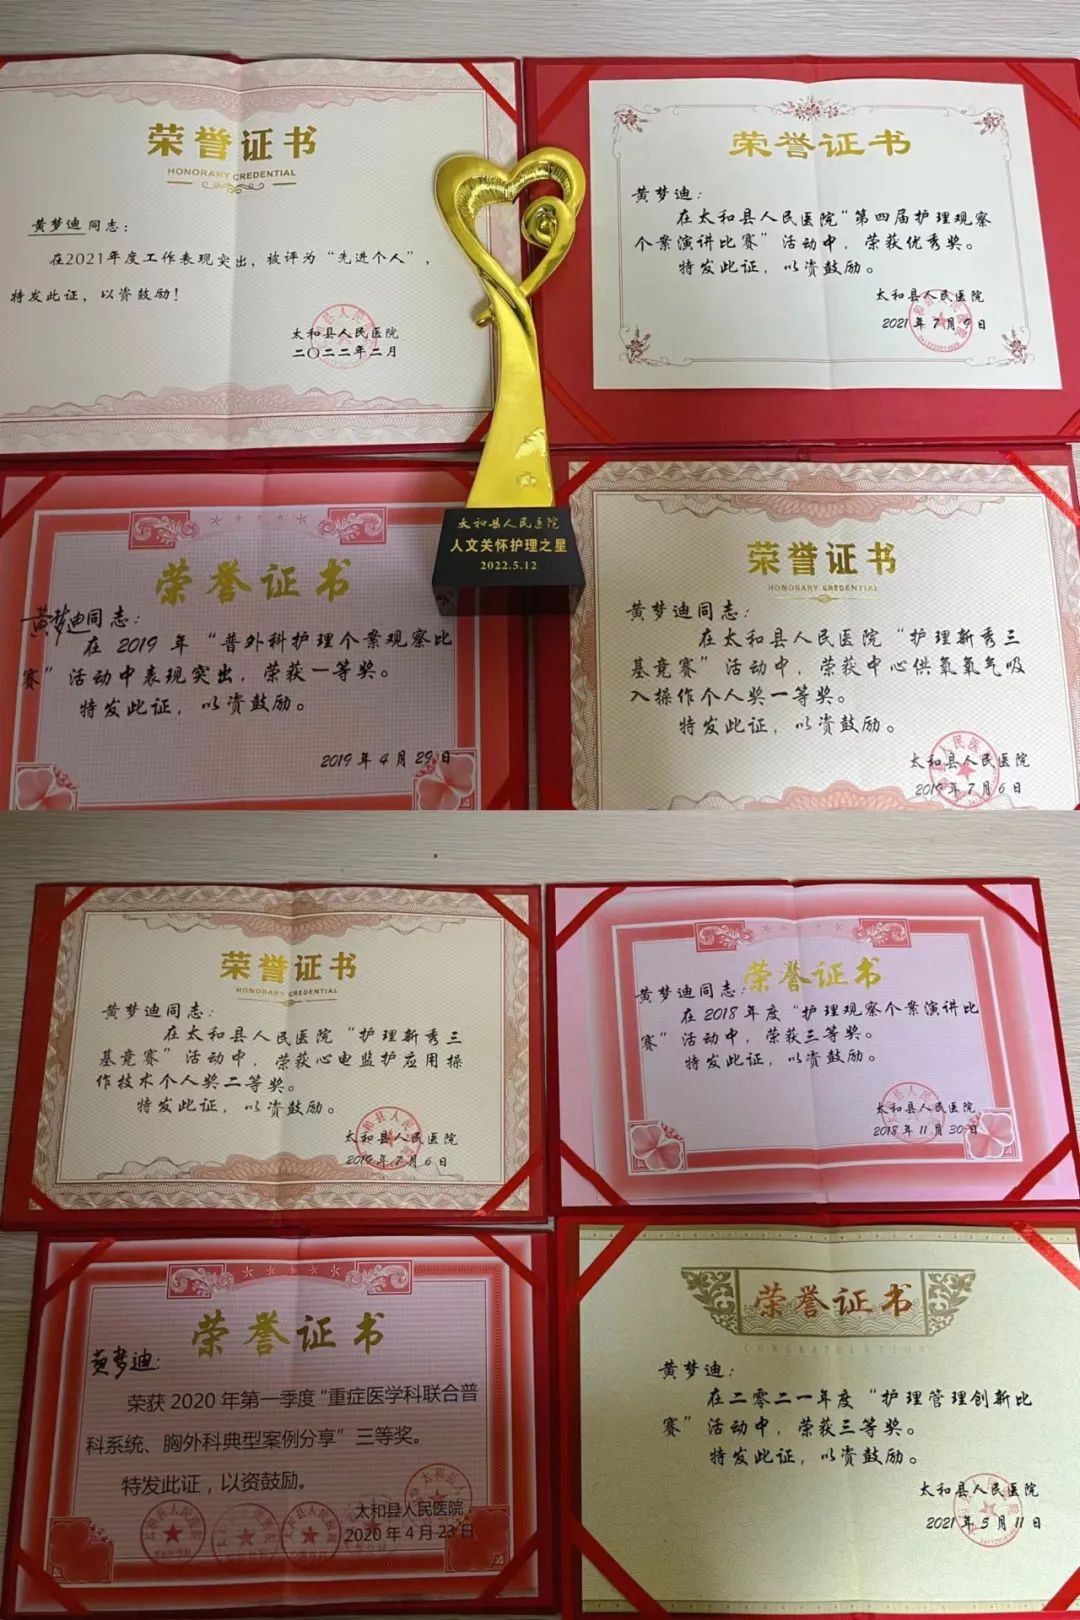 荣誉证书
HONORARY CREDENTIAL
黄梦迪同志：
在2021年度工作表现突出，被评为“先进个人”，
特发此证，以资鼓励！
太和县人民医院
二〇二二年二月
荣誉证书
黄梦迪：
在太和县人民医院“第四届护理观察
个案演讲比赛”活动中，荣获优秀奖。
特发此证，以资鼓励。
太和县人民医院
2021年7月9日
太和县人民医院
人文关怀护理之星
2022.5.12
荣誉证书
黄梦迪同志：
在2019年“普外科护理个案观察比
赛”活动中表现突出，荣获一等奖。
特发此证，以资鼓励。
2019年4月29日
荣誉证书
HONORARY CREDENTIAL
黄梦迪同志：
在太和县人民医院“护理新秀三
基竞赛”活动中，荣获中心供氧氧气吸
入操作个人奖一等奖。
特发此证，以资鼓励。
太和县人民医院
2019年7月6日
荣誉证书
HONORARY CREDENTIAL
黄梦迪同志：
在太和县人民医院“护理新秀三
基竞赛”活动中，荣获心电监护应用操
作技术个人奖二等奖。
特发此证，以资鼓励。
太和县人民医院
2019年7月6日
荣誉证书
黄梦迪同志：
在2018年度“护理观察个案演讲比
赛”活动中，荣获三等奖。
特发此证，以资鼓励。
太和县人民医院
2018年11月30日
荣誉证书
黄梦迪：
荣获2020年第一季度“重症医学科联合普
科系统、胸外科典型案例分享”三等奖。
特发此证，以资鼓励。
太和县人民医院
2020年4月23日
荣誉证书
CONGRATULATION
黄梦迪：
在二零二一年度“护理管理创新比
赛”活动中，荣获三等奖。
特发此证，以资鼓励。
太和县人民医院
2021年5月11日